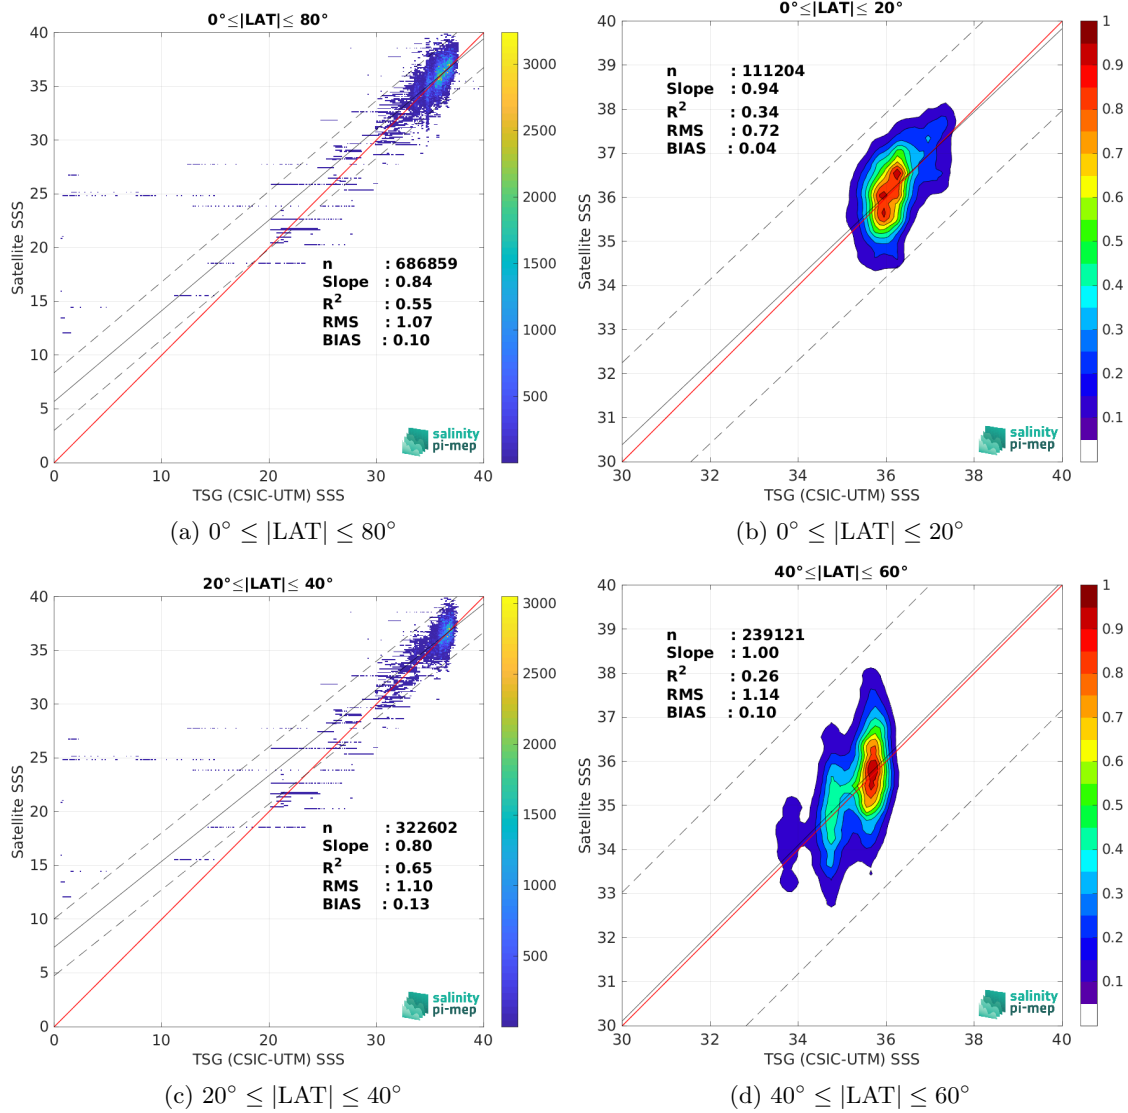 0°≤|LAT|≤ 80°
40
35
30
25
20
15
10
5
0
Satellite SSS
n : 686859
Slope : 0.84
R² : 0.55
RMS : 1.07
BIAS : 0.10
salinity
pi-mep
0 10 20 30 40
TSG (CSIC-UTM) SSS
3000
2500
2000
1500
1000
500
(a) 0° ≤ |LAT| ≤ 80°
0°≤|LAT|≤ 20°
40
39
38
37
36
35
34
33
32
31
30
Satellite SSS
n : 111204
Slope : 0.94
R² : 0.34
RMS : 0.72
BIAS : 0.04
salinity
pi-mep
30 32 34 36 38 40
TSG (CSIC-UTM) SSS
1
0.9
0.8
0.7
0.6
0.5
0.4
0.3
0.2
0.1
(b) 0° ≤ |LAT| ≤ 20°
20°≤|LAT|≤ 40°
40
35
30
25
20
15
10
5
0
Satellite SSS
n : 322602
Slope : 0.80
R² : 0.65
RMS : 1.10
BIAS : 0.13
salinity
pi-mep
0 10 20 30 40
TSG (CSIC-UTM) SSS
3000
2500
2000
1500
1000
500
(c) 20° ≤ |LAT| ≤ 40°
40°≤|LAT|≤ 60°
40
39
38
37
36
35
34
33
32
31
30
Satellite SSS
n : 239121
Slope : 1.00
R² : 0.26
RMS : 1.14
BIAS : 0.10
salinity
pi-mep
30 32 34 36 38 40
TSG (CSIC-UTM) SSS
1
0.9
0.8
0.7
0.6
0.5
0.4
0.3
0.2
0.1
(d) 40° ≤ |LAT| ≤ 60°